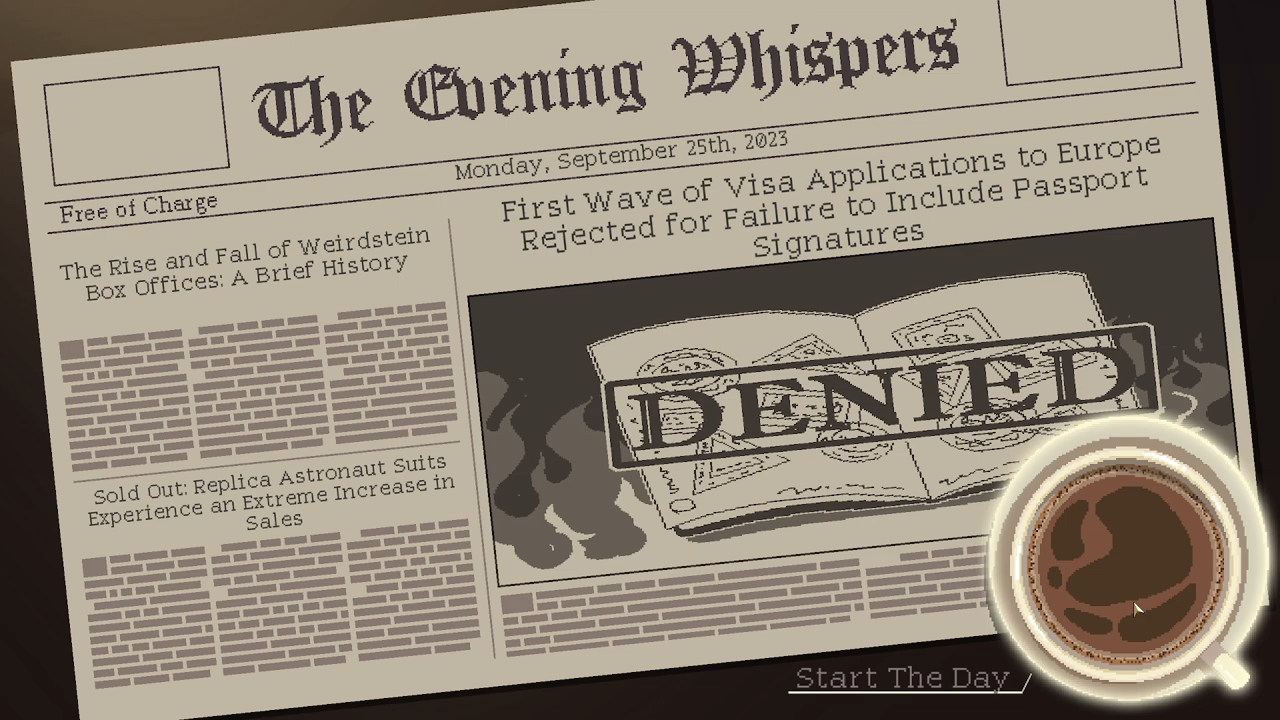 The Evening Whispers
Monday, September 25th, 2023
Free of Charge
First Wave of Visa Applications to Europe
Rejected for Failure to Include Passport
Signatures
The Rise and Fall of Weirdstein
Box Offices: A Brief History
DENIED
Sold Out: Replica Astronaut Suits
Experience an Extreme Increase in
Sales
Start The Day